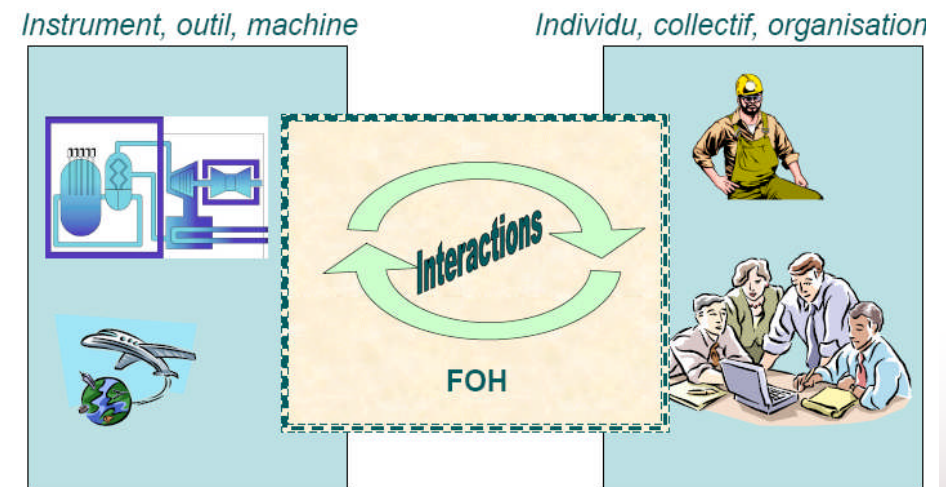 Instrument, outil, machine
Individu, collectif, organisation
Interactions
FOH